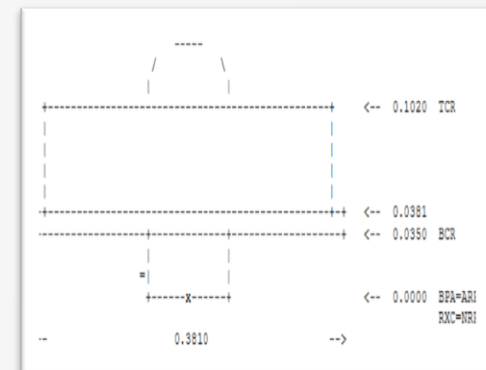 <-- 0.1020 TCR
<-- 0.0381
<-- 0.0350 BCR
=
x
<-- 0.0000 BPA=ARI
RXC=NRI
-- 0.3810 -->